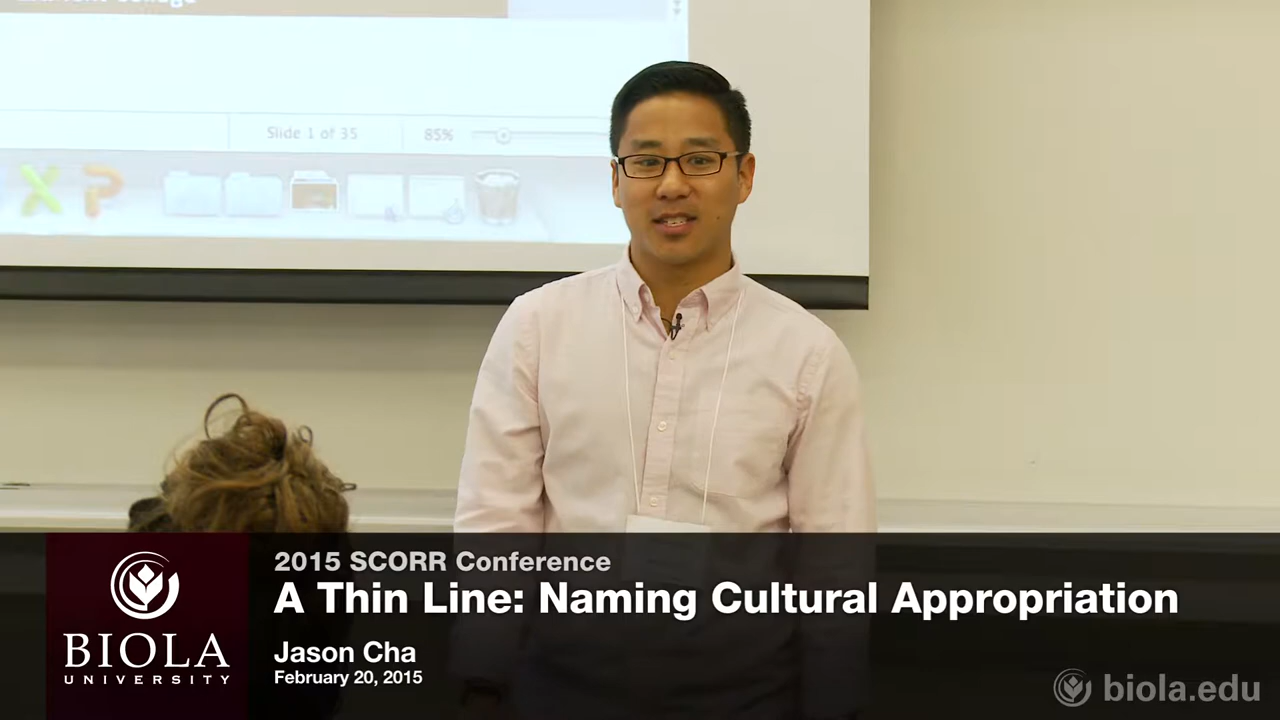 Slide 1 of 35
85%
X P
2015 SCORR Conference
A Thin Line: Naming Cultural Appropriation
Jason Cha
February 20, 2015
BIOLA
UNIVERSITY
biola.edu